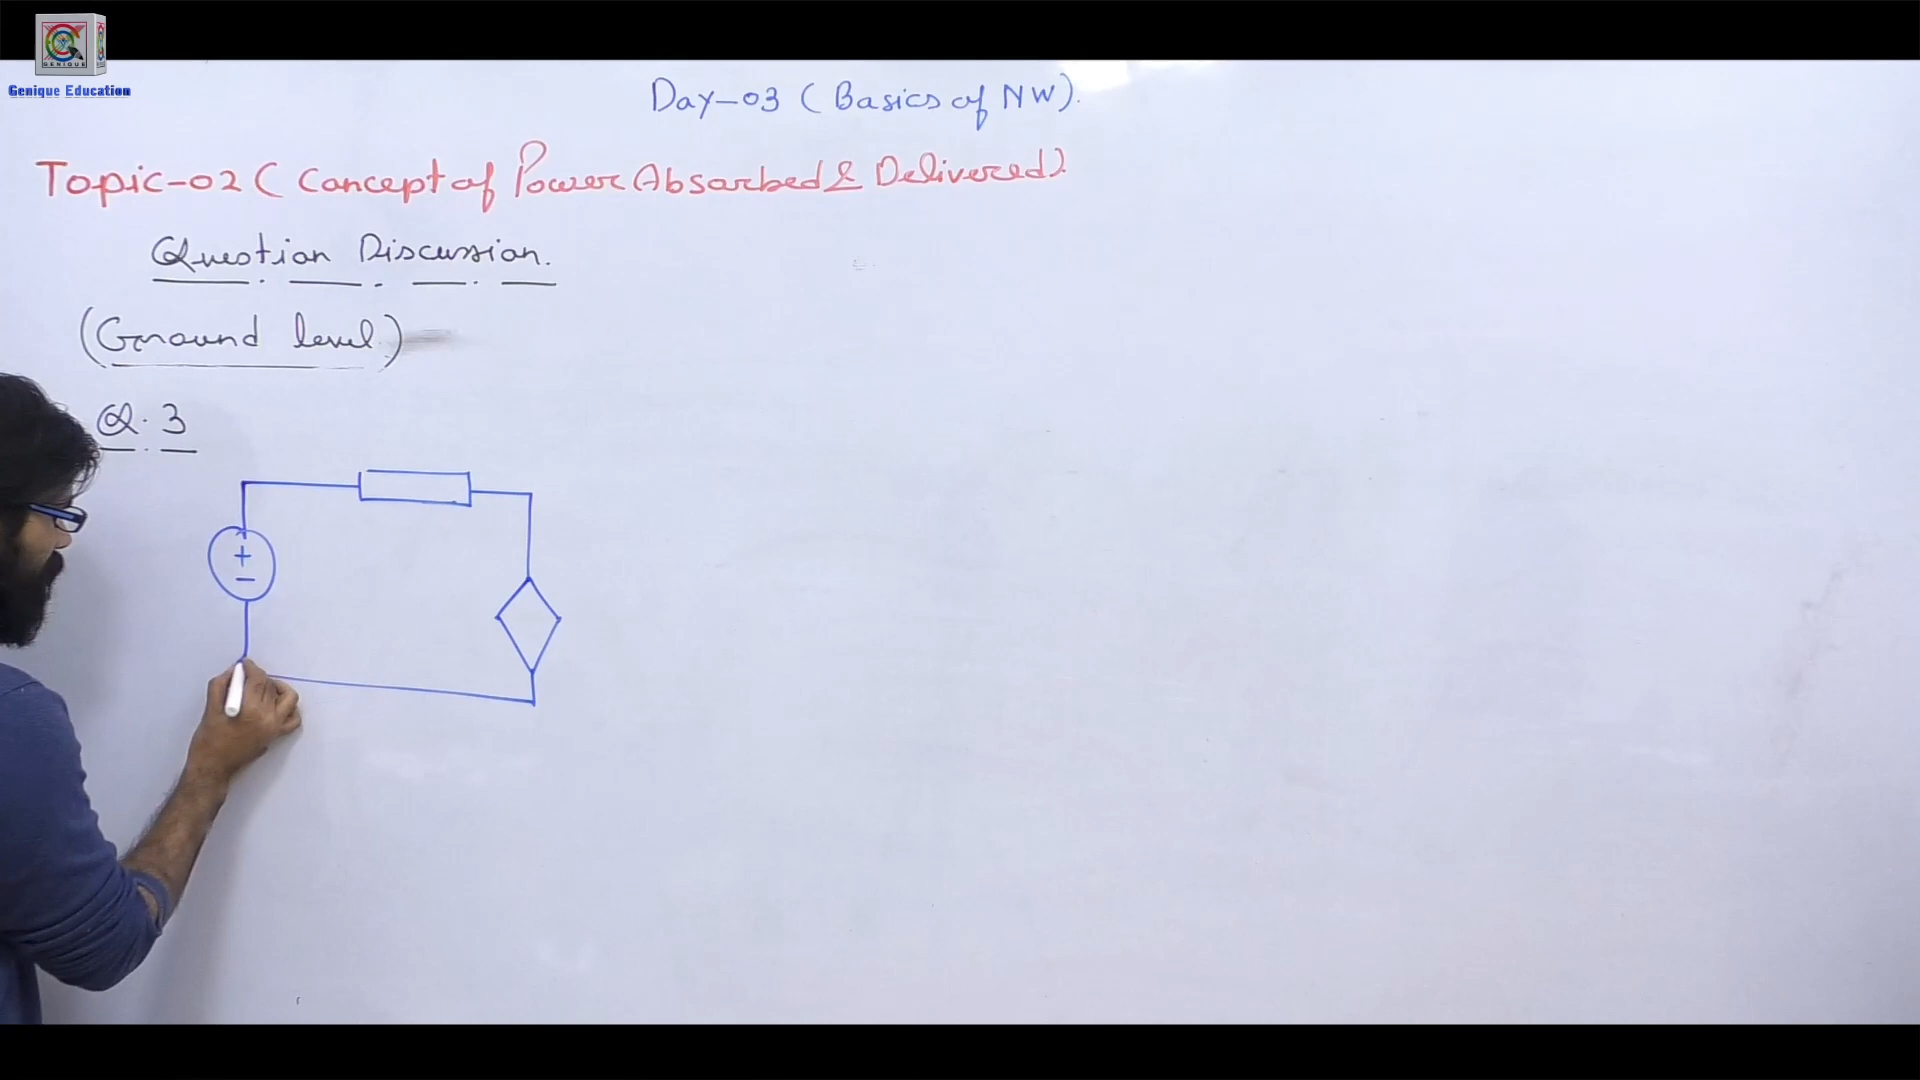 GENIQUE
Genique Education
Day-03 (Basics of NW).
Topic-02 (Concept of Power Absorbed & Delivered).
Question Discussion.
(Ground level)
Q.3
+
−